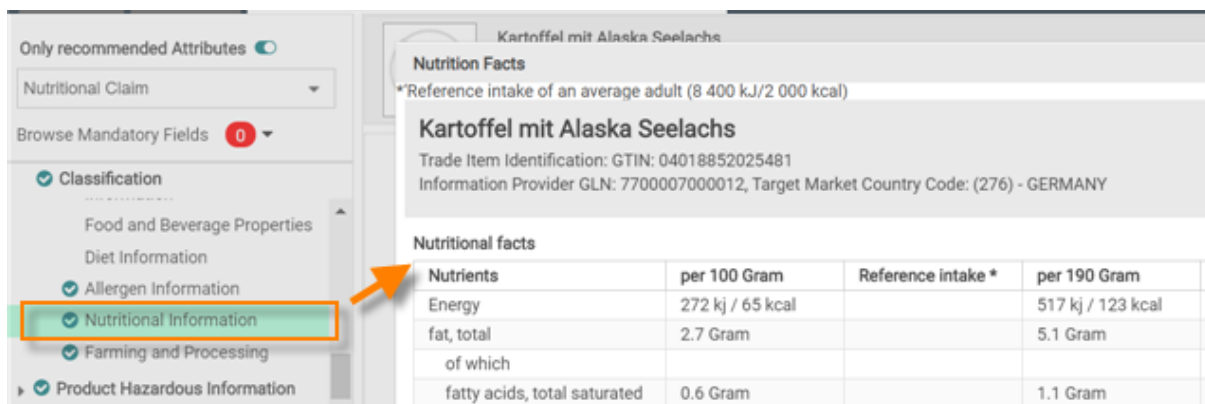 Only recommended Attributes
Nutritional Claim
Browse Mandatory Fields 0
Classification
Information
Food and Beverage Properties
Diet Information
Allergen Information
Nutritional Information
Farming and Processing
Product Hazardous Information
Kartoffel mit Alaska Seelachs
Nutrition Facts
*Reference intake of an average adult (8 400 kJ/2 000 kcal)
Kartoffel mit Alaska Seelachs
Trade Item Identification: GTIN: 04018852025481
Information Provider GLN: 7700007000012, Target Market Country Code: (276) - GERMANY
Nutritional facts
Nutrients per 100 Gram Reference intake * per 190 Gram
Energy 272 kj / 65 kcal 517 kj / 123 kcal
fat, total 2.7 Gram 5.1 Gram
of which
fatty acids, total saturated 0.6 Gram 1.1 Gram